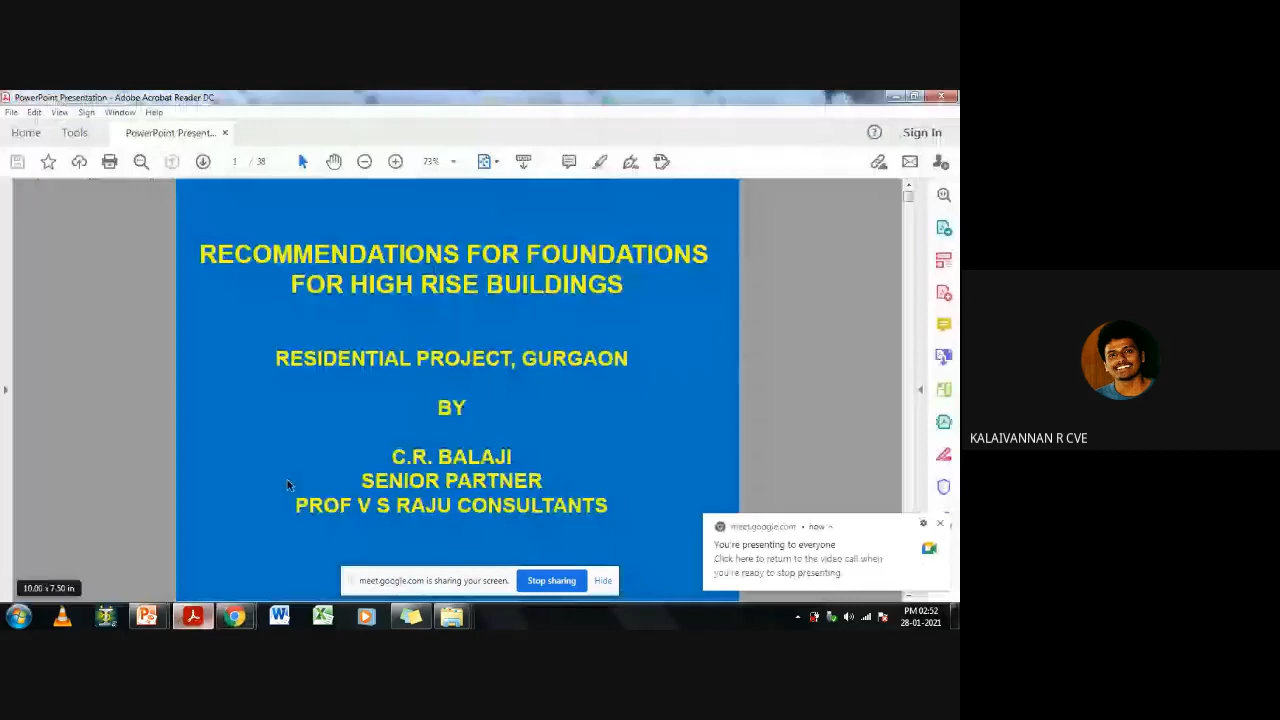 PowerPoint Presentation - Adobe Acrobat Reader DC
File Edit View Sign Window Help
Home Tools PowerPoint Present... × Sign In
1 / 38 73%
RECOMMENDATIONS FOR FOUNDATIONS
FOR HIGH RISE BUILDINGS
RESIDENTIAL PROJECT, GURGAON
BY
C.R. BALAJI
SENIOR PARTNER
PROF V S RAJU CONSULTANTS
KALAIVANNAN R CVE
meet.google.com • now
You're presenting to everyone
Click here to return to the video call when
you're ready to stop presenting.
meet.google.com is sharing your screen. Stop sharing Hide
10.00 x 7.50 in
PM 02:52
28-01-2021